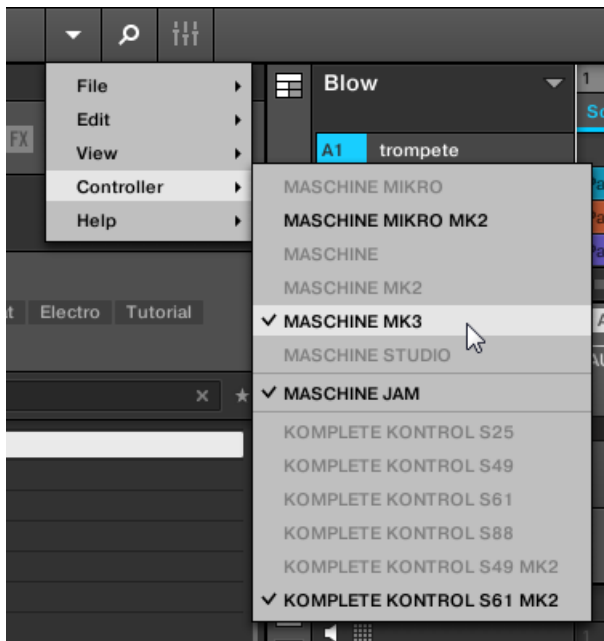 File
Edit
View
Controller
Help
FX
Electro
Tutorial
Blow
1
A1 trompete
MASCHINE MIKRO
MASCHINE MIKRO MK2
MASCHINE
MASCHINE MK2
MASCHINE MK3
MASCHINE STUDIO
MASCHINE JAM
KOMPLETE KONTROL S25
KOMPLETE KONTROL S49
KOMPLETE KONTROL S61
KOMPLETE KONTROL S88
KOMPLETE KONTROL S49 MK2
KOMPLETE KONTROL S61 MK2